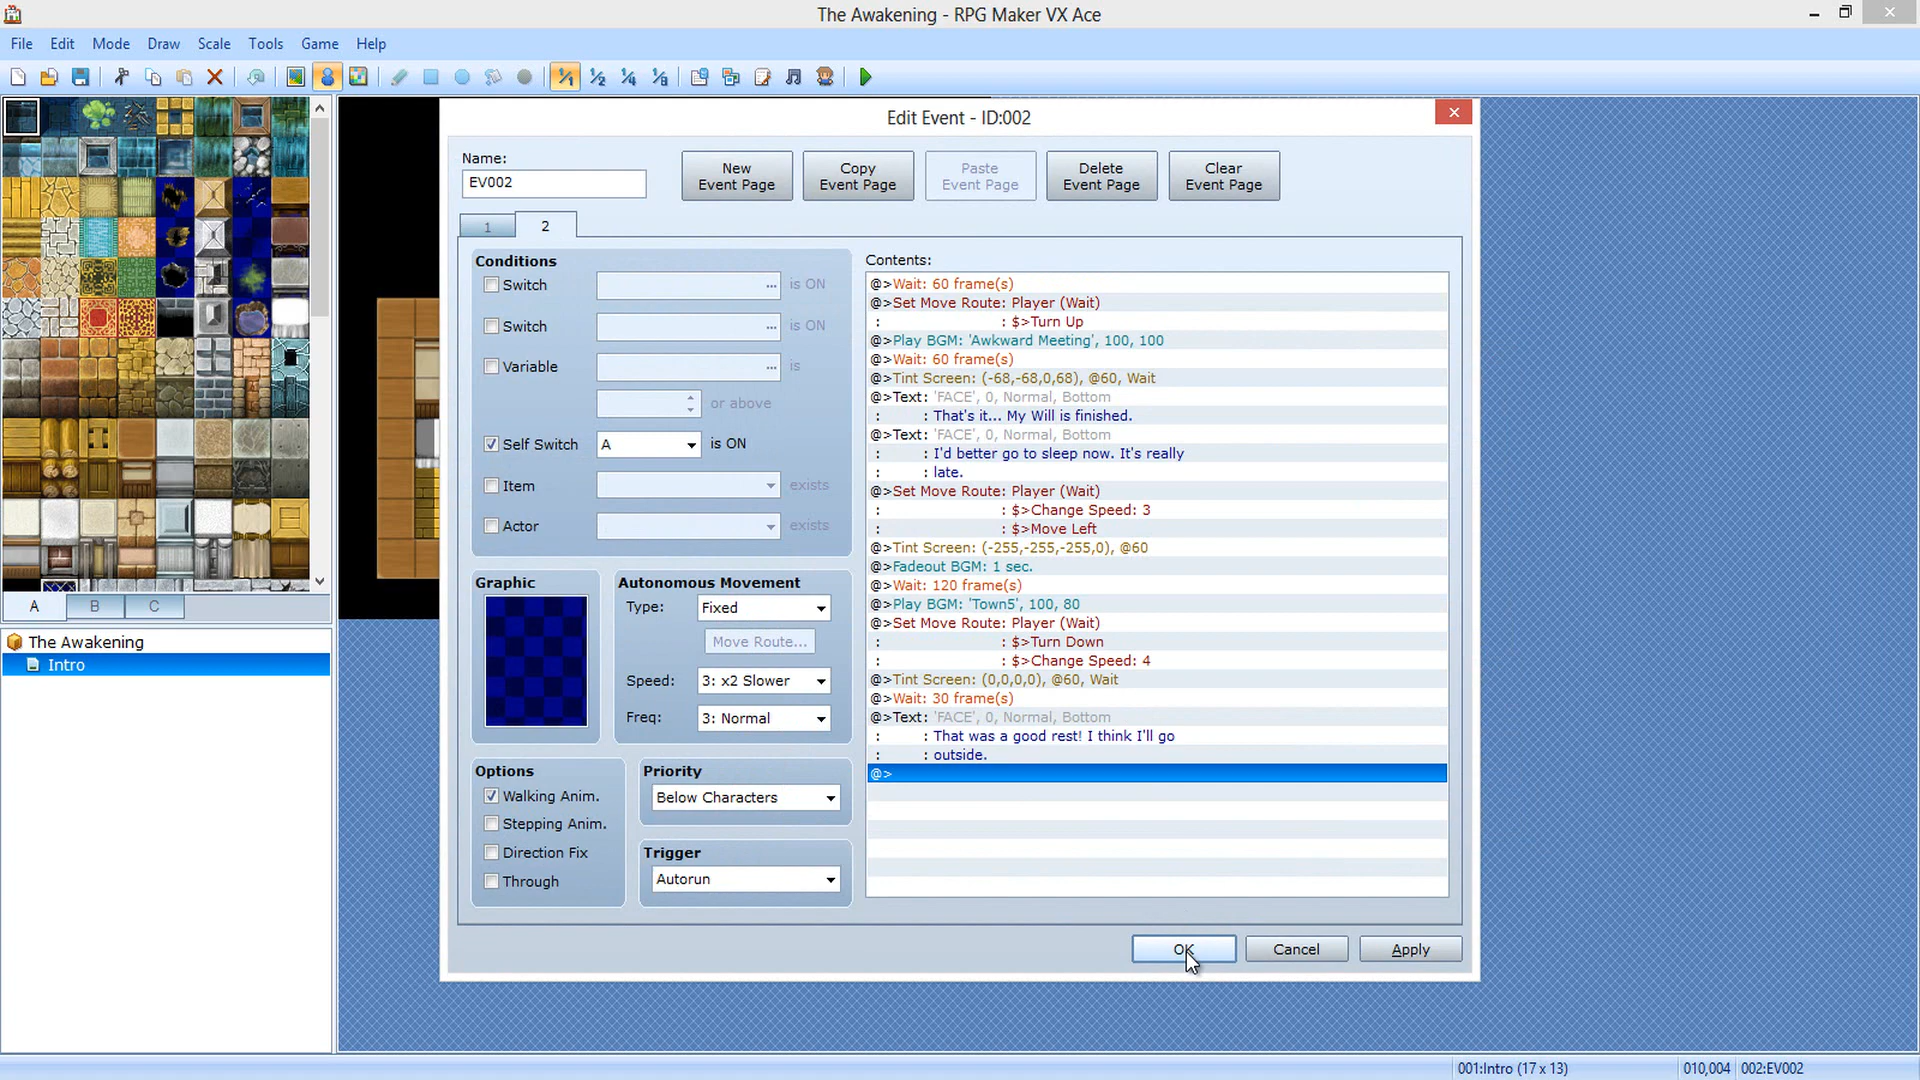 The Awakening - RPG Maker VX Ace
File Edit Mode Draw Scale Tools Game Help
1/1 1/2 1/4 1/8
Edit Event - ID:002
Name:
EV002
New Event Page
Copy Event Page
Paste Event Page
Delete Event Page
Clear Event Page
1 2
Conditions
Switch ... is ON
Switch ... is ON
Variable ... is
or above
Self Switch A is ON
Item exists
Actor exists
Graphic
Autonomous Movement
Type: Fixed
Move Route...
Speed: 3: x2 Slower
Freq: 3: Normal
Options
Walking Anim.
Stepping Anim.
Direction Fix
Through
Priority
Below Characters
Trigger
Autorun
Contents:
@>Wait: 60 frame(s)
@>Set Move Route: Player (Wait)
: : $>Turn Up
@>Play BGM: 'Awkward Meeting', 100, 100
@>Wait: 60 frame(s)
@>Tint Screen: (-68,-68,0,68), @60, Wait
@>Text: 'FACE', 0, Normal, Bottom
: : That's it... My Will is finished.
@>Text: 'FACE', 0, Normal, Bottom
: : I'd better go to sleep now. It's really
: : late.
@>Set Move Route: Player (Wait)
: : $>Change Speed: 3
: : $>Move Left
@>Tint Screen: (-255,-255,-255,0), @60
@>Fadeout BGM: 1 sec.
@>Wait: 120 frame(s)
@>Play BGM: 'Town5', 100, 80
@>Set Move Route: Player (Wait)
: : $>Turn Down
: : $>Change Speed: 4
@>Tint Screen: (0,0,0,0), @60, Wait
@>Wait: 30 frame(s)
@>Text: 'FACE', 0, Normal, Bottom
: : That was a good rest! I think I'll go
: : outside.
@>
OK Cancel Apply
A B C
The Awakening
Intro
001:Intro (17 x 13) 010,004 002:EV002